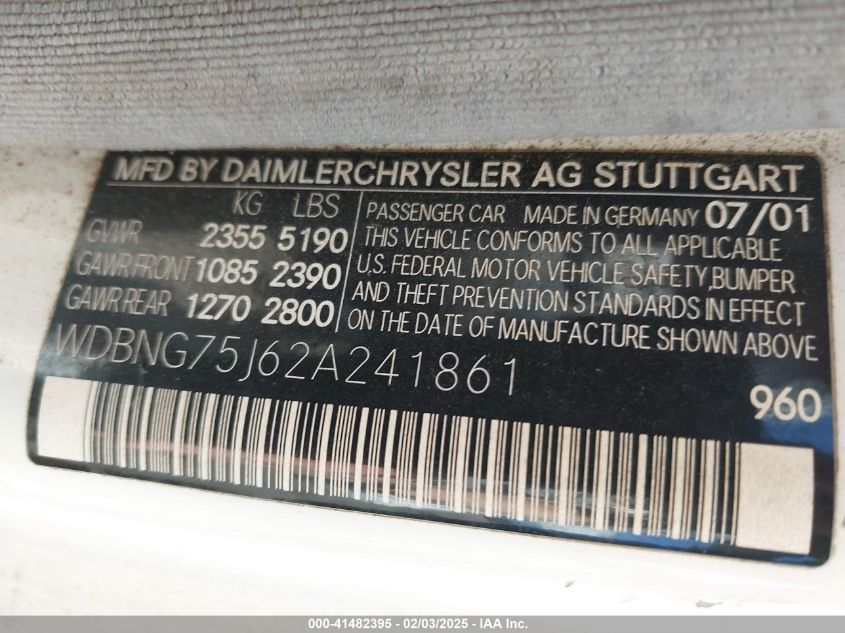 MFD BY DAIMLERCHRYSLER AG STUTTGART
KG LBS
GVWR 2355 5190
GAWR FRONT 1085 2390
GAWR REAR 1270 2800
PASSENGER CAR MADE IN GERMANY 07/01
THIS VEHICLE CONFORMS TO ALL APPLICABLE
U.S. FEDERAL MOTOR VEHICLE SAFETY, BUMPER
AND THEFT PREVENTION STANDARDS IN EFFECT
ON THE DATE OF MANUFACTURE SHOWN ABOVE
WDBNG75J62A241861
960
000-41482395 - 02/03/2025 - IAA Inc.